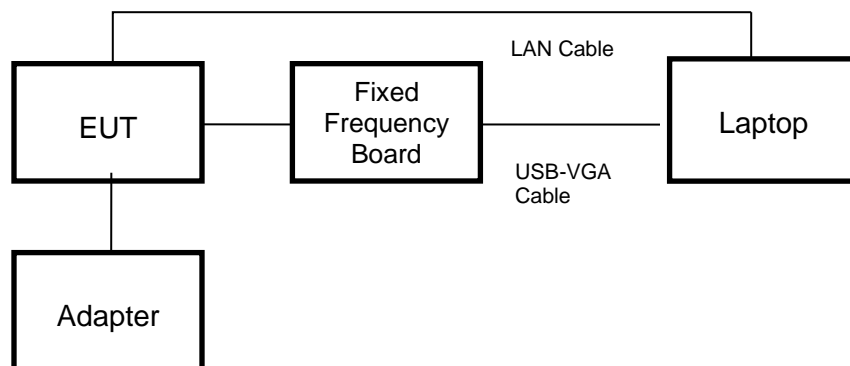 LAN Cable
EUT
Fixed
Frequency
Board
Laptop
USB-VGA
Cable
Adapter